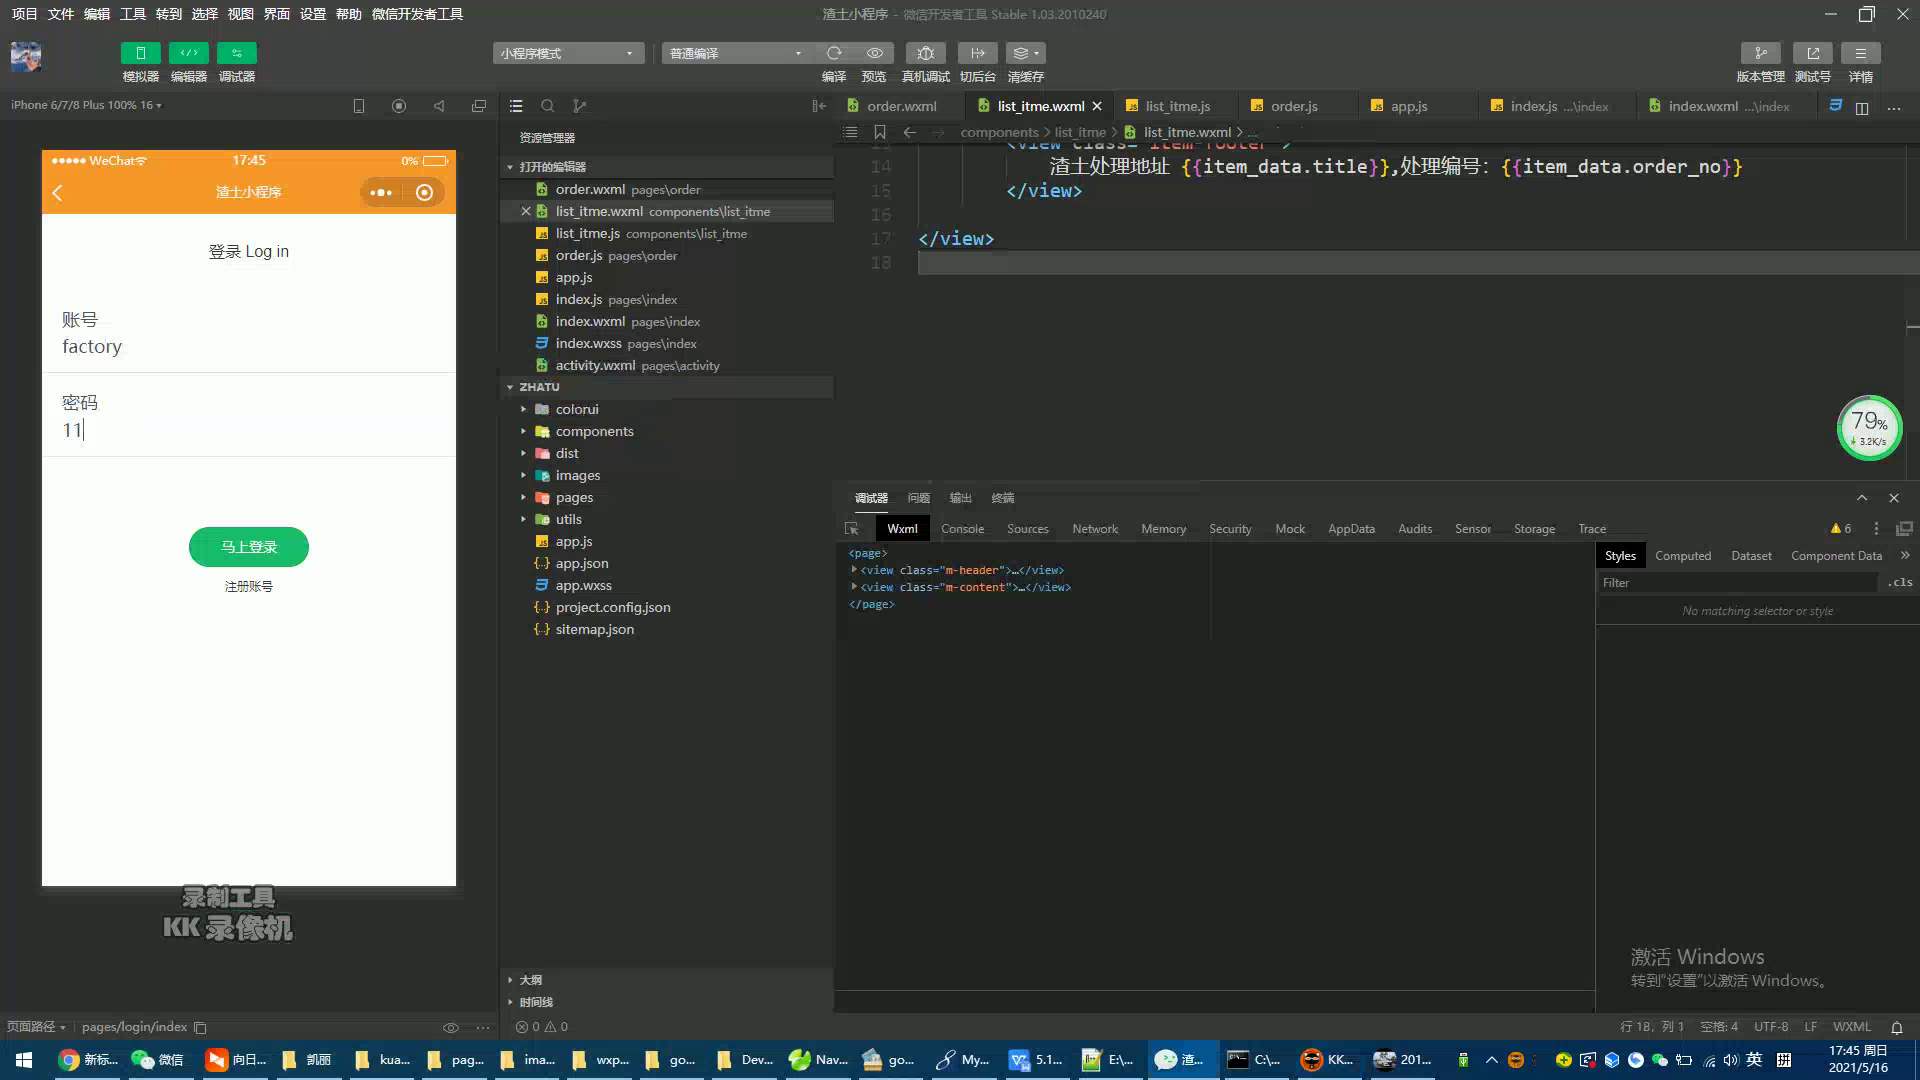 项目 文件 编辑 工具 转到 选择 视图 界面 设置 帮助 微信开发者工具
渣土小程序 - 微信开发者工具 Stable 1.03.2010240
模拟器 编辑器 调试器
小程序模式
普通编译
编译 预览 真机调试 切后台 清缓存
版本管理 测试号 详情
iPhone 6/7/8 Plus 100% 16
WeChat
17:45
0%
渣土小程序
登录 Log in
账号
factory
密码
11
马上登录
注册账号
录制工具
KK 录像机
页面路径
pages/login/index
资源管理器
打开的编辑器
order.wxml pages\order
list_itme.wxml components\list_itme
list_itme.js components\list_itme
order.js pages\order
app.js
index.js pages\index
index.wxml pages\index
index.wxss pages\index
activity.wxml pages\activity
ZHATU
colorui
components
dist
images
pages
utils
app.js
app.json
app.wxss
project.config.json
sitemap.json
大纲
时间线
0 0
order.wxml
list_itme.wxml
list_itme.js
order.js
app.js
index.js ...\index
index.wxml ...\index
components > list_itme > list_itme.wxml > ...
13 <view class="item-footer">
14 渣土处理地址 {{item_data.title}},处理编号: {{item_data.order_no}}
15 </view>
16
17 </view>
18
79%
3.2K/s
调试器 问题 输出 终端
Wxml Console Sources Network Memory Security Mock AppData Audits Sensor Storage Trace
6
<page>
<view class="m-header">…</view>
<view class="m-content">…</view>
</page>
Styles Computed Dataset Component Data
Filter
.cls
No matching selector or style
激活 Windows
转到"设置"以激活 Windows。
行 18，列 1 空格: 4 UTF-8 LF WXML
新标... 微信 向日... 凯丽 kua... pag... ima... wxp... go... Dev... Nav... go... My... 5.1... E:\... 渣... C:\... KK... 201...
英
17:45 周日
2021/5/16